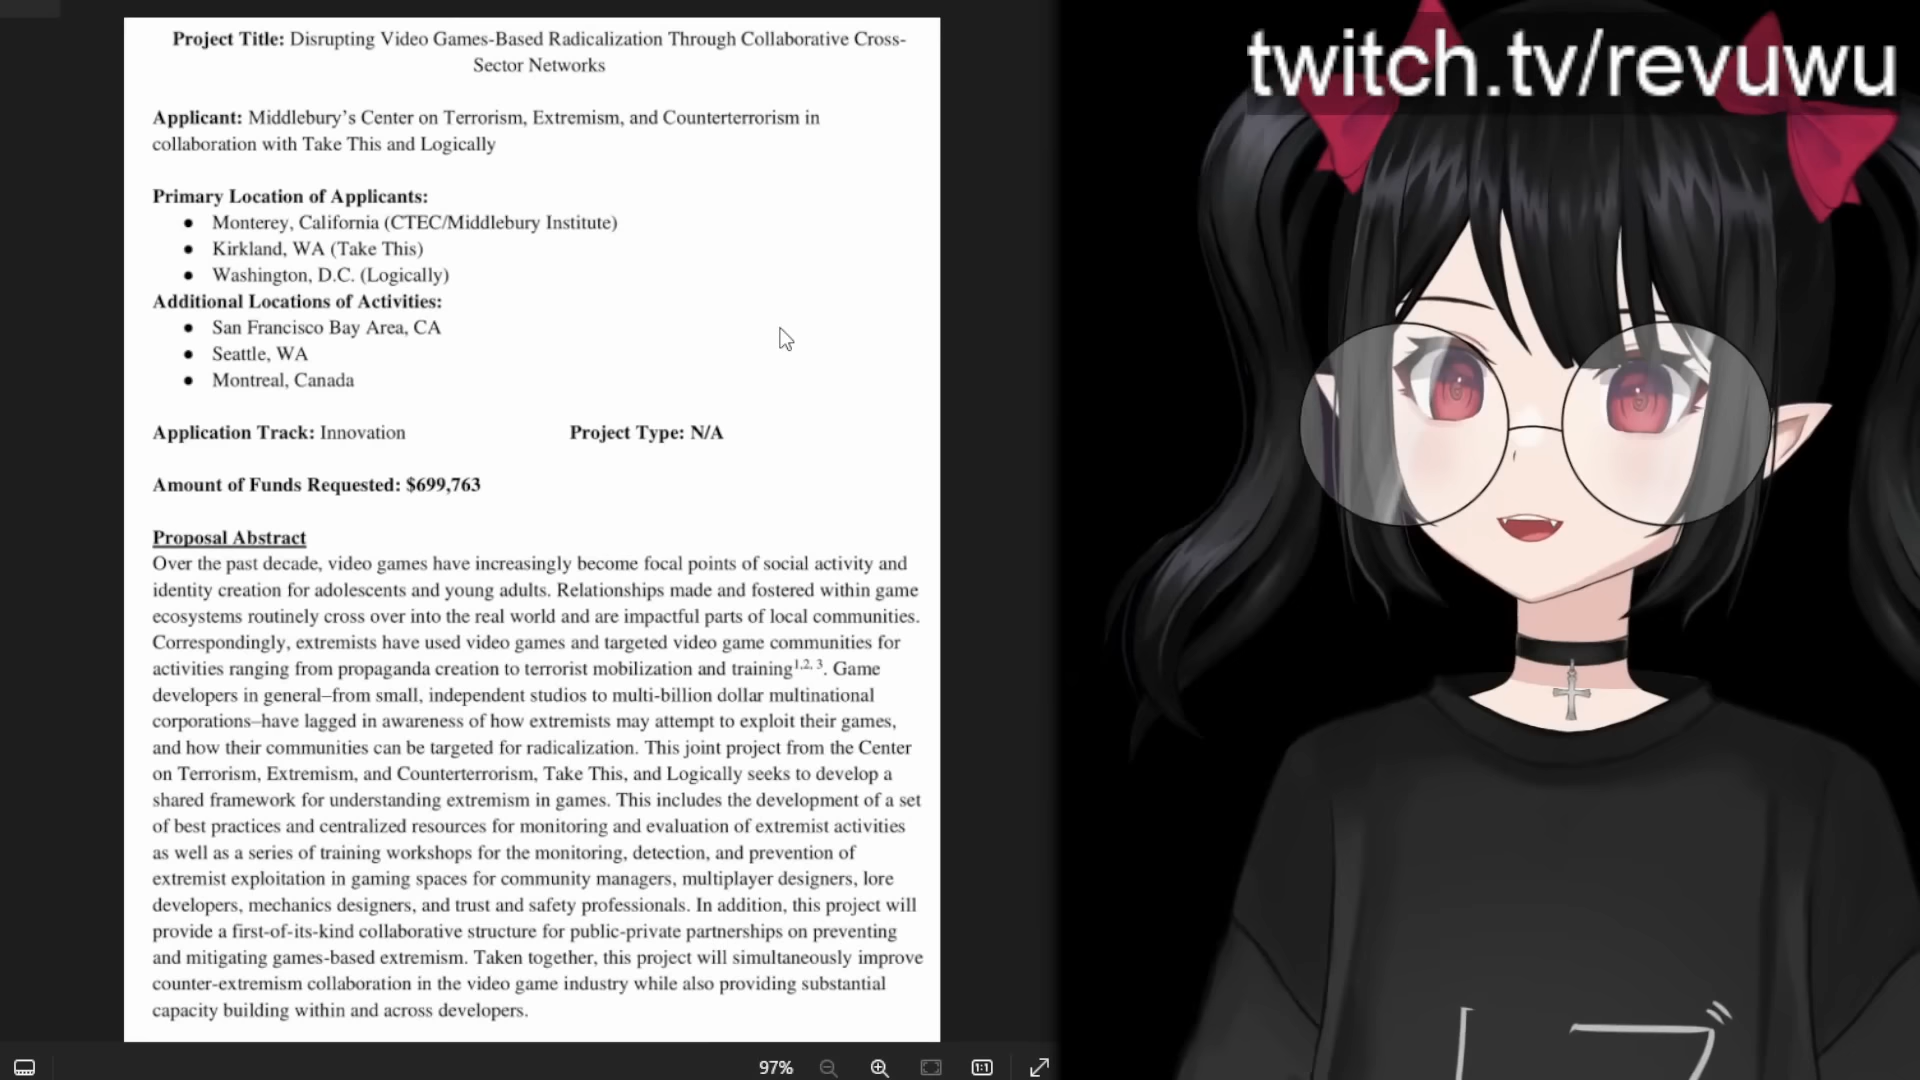 Project Title: Disrupting Video Games-Based Radicalization Through Collaborative Cross-
Sector Networks
Applicant: Middlebury's Center on Terrorism, Extremism, and Counterterrorism in
collaboration with Take This and Logically
Primary Location of Applicants:
● Monterey, California (CTEC/Middlebury Institute)
● Kirkland, WA (Take This)
● Washington, D.C. (Logically)
Additional Locations of Activities:
● San Francisco Bay Area, CA
● Seattle, WA
● Montreal, Canada
Application Track: Innovation Project Type: N/A
Amount of Funds Requested: $699,763
Proposal Abstract
Over the past decade, video games have increasingly become focal points of social activity and
identity creation for adolescents and young adults. Relationships made and fostered within game
ecosystems routinely cross over into the real world and are impactful parts of local communities.
Correspondingly, extremists have used video games and targeted video game communities for
activities ranging from propaganda creation to terrorist mobilization and training1,2, 3. Game
developers in general–from small, independent studios to multi-billion dollar multinational
corporations–have lagged in awareness of how extremists may attempt to exploit their games,
and how their communities can be targeted for radicalization. This joint project from the Center
on Terrorism, Extremism, and Counterterrorism, Take This, and Logically seeks to develop a
shared framework for understanding extremism in games. This includes the development of a set
of best practices and centralized resources for monitoring and evaluation of extremist activities
as well as a series of training workshops for the monitoring, detection, and prevention of
extremist exploitation in gaming spaces for community managers, multiplayer designers, lore
developers, mechanics designers, and trust and safety professionals. In addition, this project will
provide a first-of-its-kind collaborative structure for public-private partnerships on preventing
and mitigating games-based extremism. Taken together, this project will simultaneously improve
counter-extremism collaboration in the video game industry while also providing substantial
capacity building within and across developers.
97%
1:1
twitch.tv/revuwu